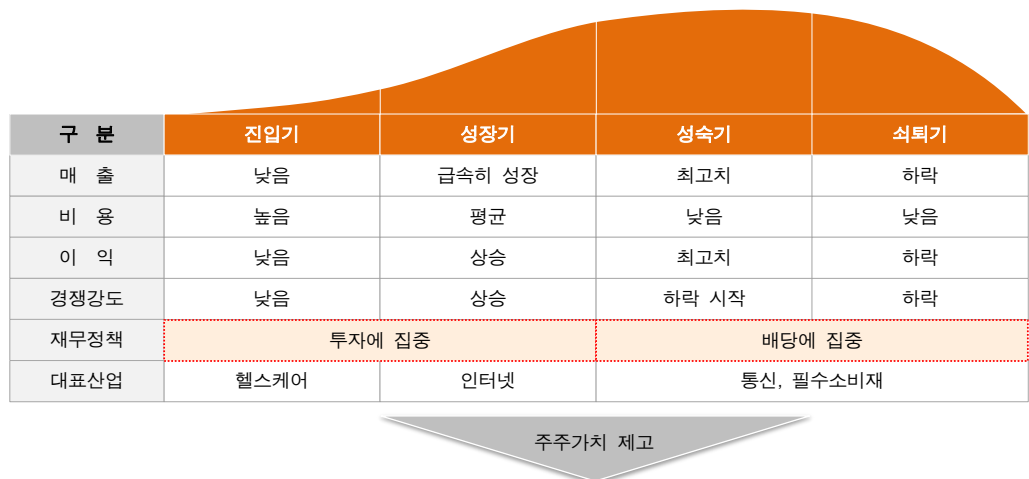 구 분 진입기 성장기 성숙기 쇠퇴기
매 출 낮음 급속히 성장 최고치 하락
비 용 높음 평균 낮음 낮음
이 익 낮음 상승 최고치 하락
경쟁강도 낮음 상승 하락 시작 하락
재무정책 투자에 집중 배당에 집중
대표산업 헬스케어 인터넷 통신, 필수소비재
주주가치 제고